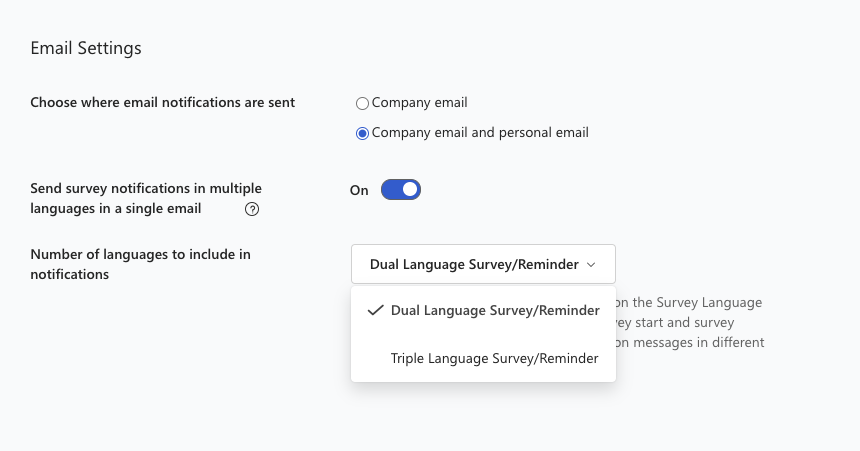 Email Settings
Choose where email notifications are sent
Company email
Company email and personal email
Send survey notifications in multiple
languages in a single email
On
Number of languages to include in
notifications
Dual Language Survey/Reminder
Dual Language Survey/Reminder
Triple Language Survey/Reminder
on the Survey Language
start and survey
messages in different